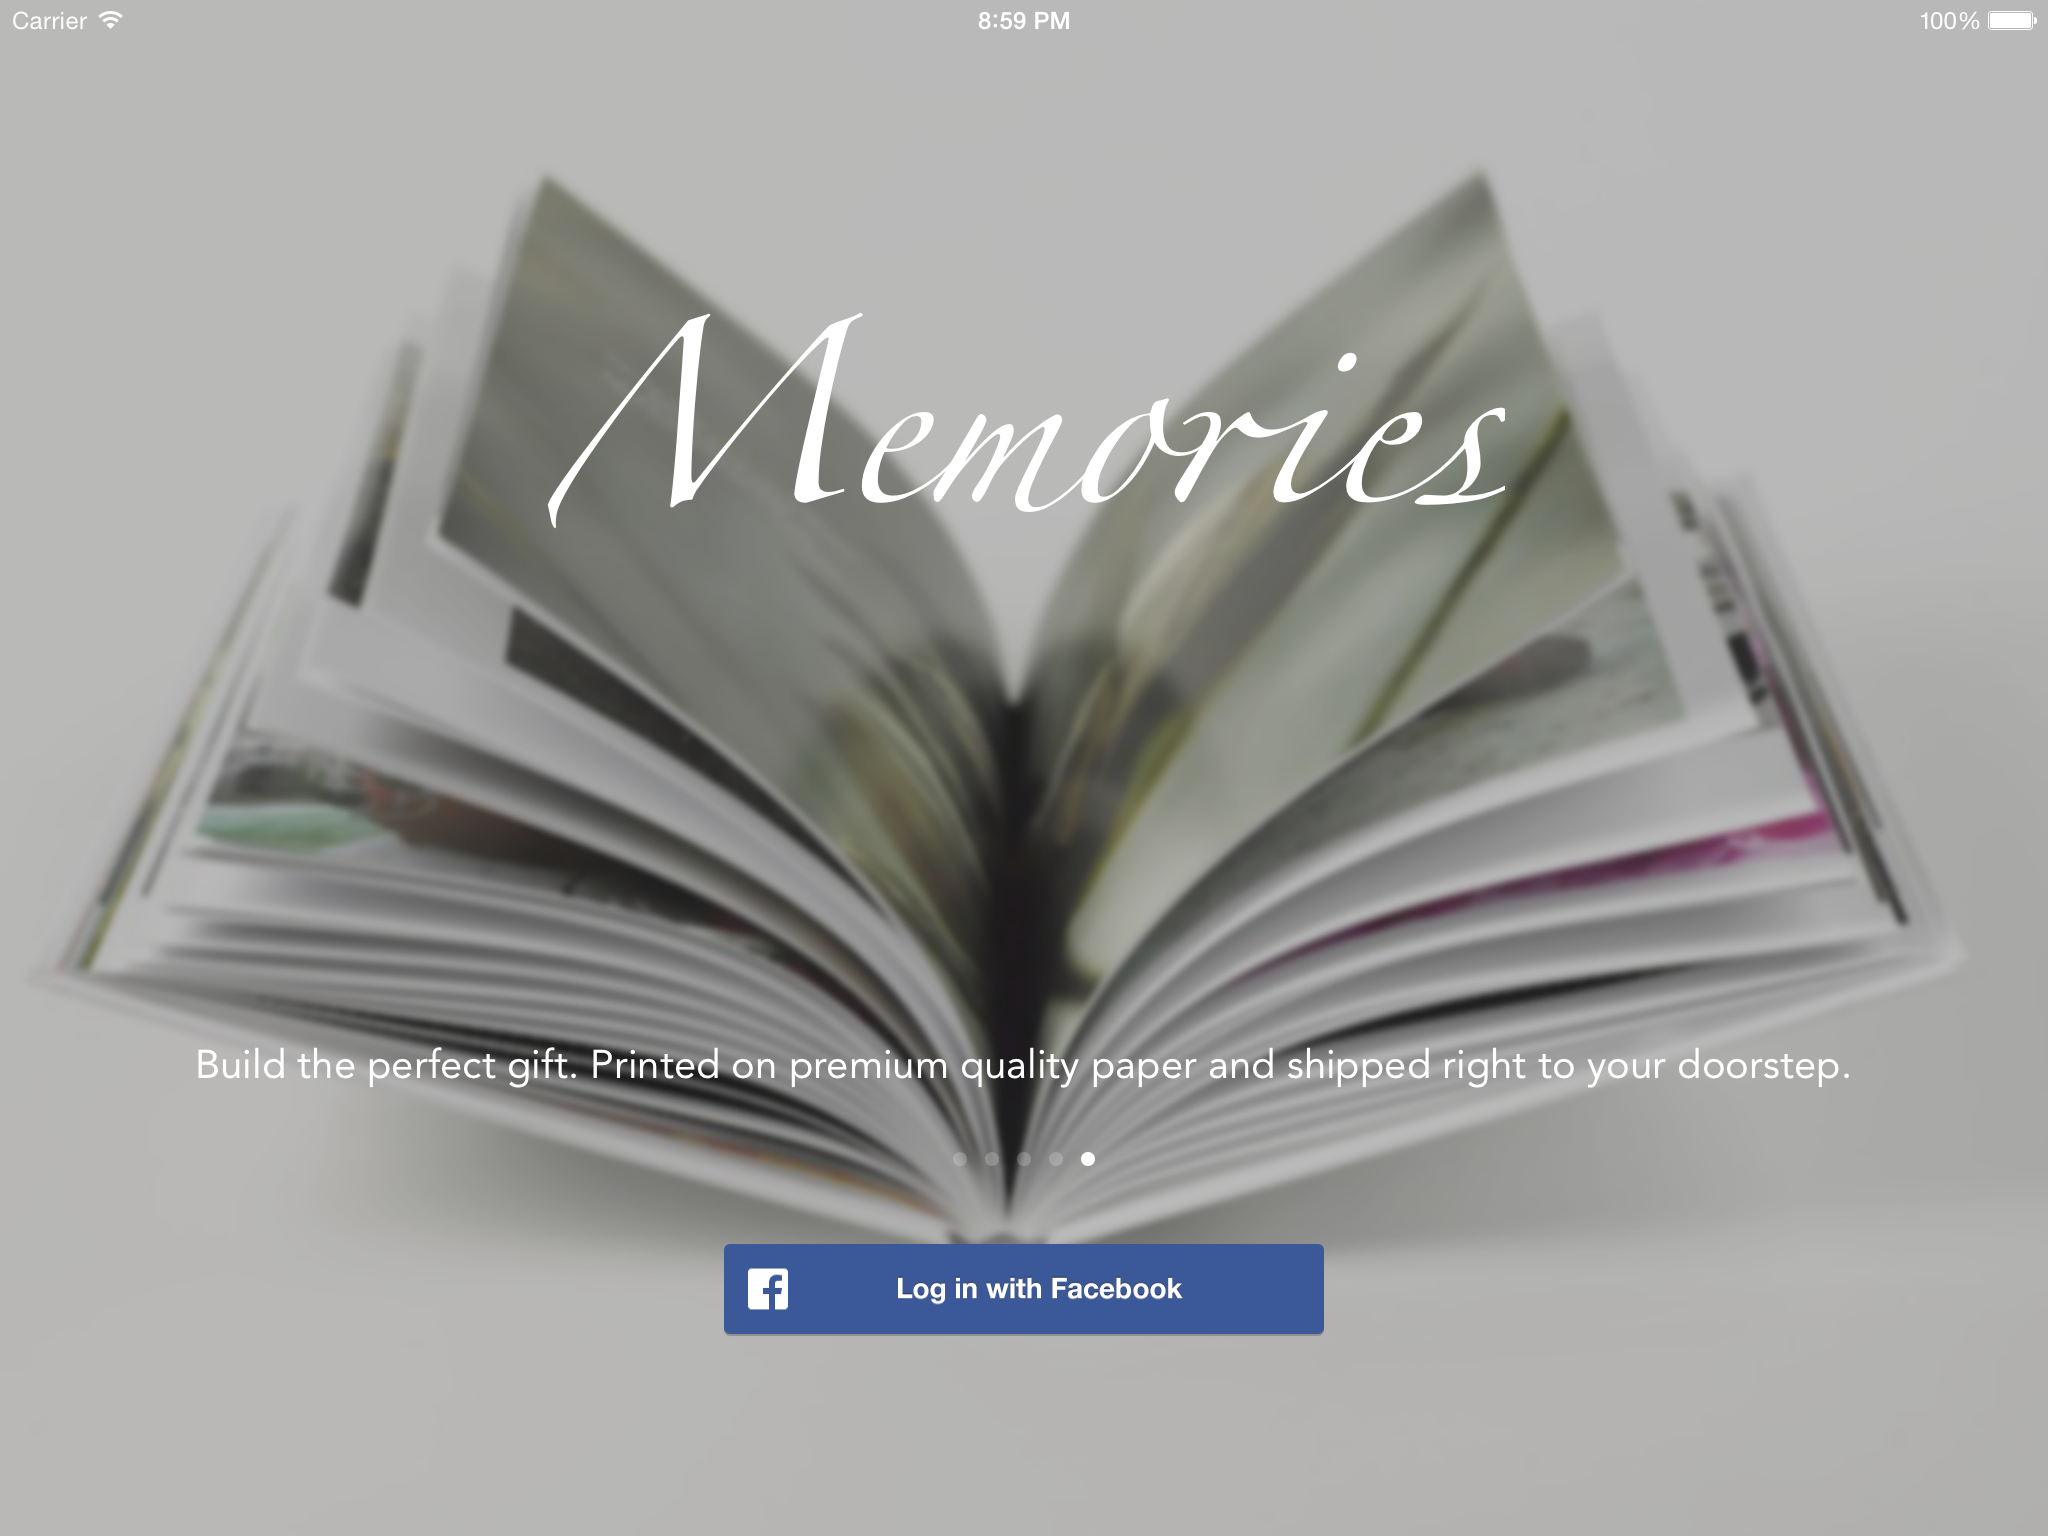 Carrier
8:59 PM
100%
Memories
Build the perfect gift. Printed on premium quality paper and shipped right to your doorstep.
Log in with Facebook